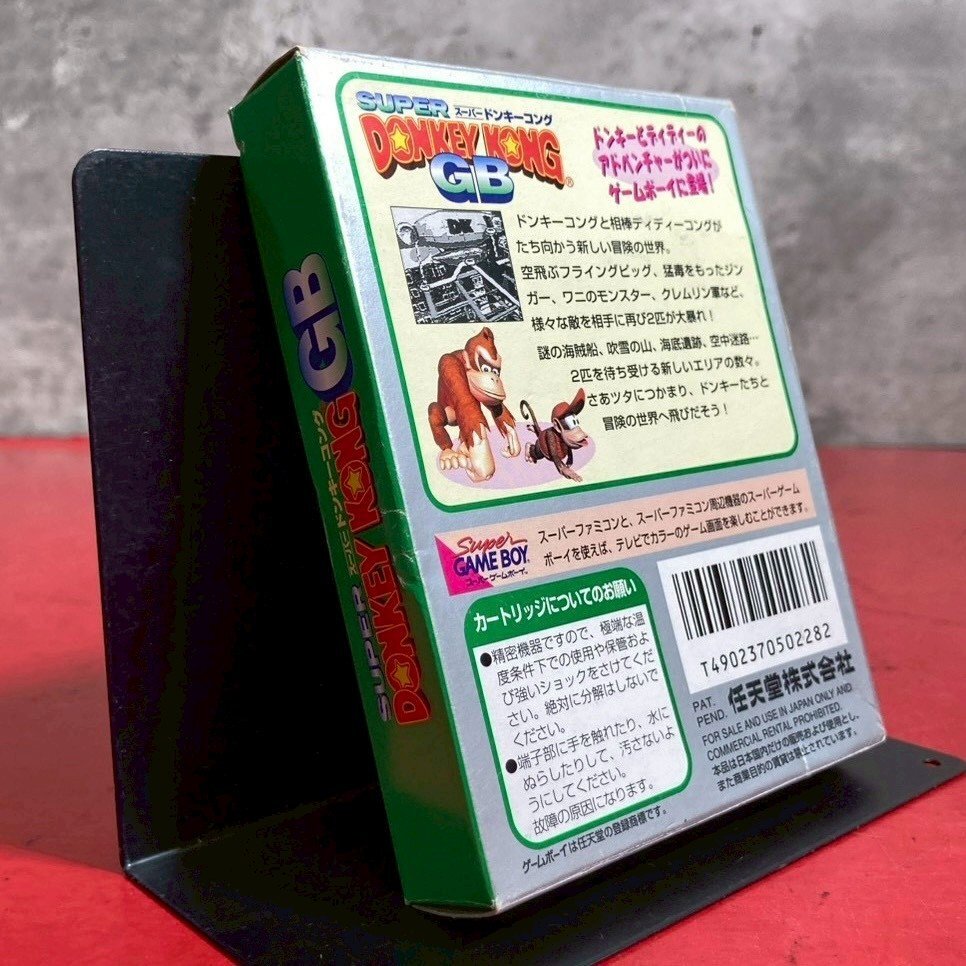 SUPER DONKEY KONG GB
スーパードンキーコング
SUPER
スーパードンキーコング
DONKEY KONG
GB
®
ドンキーとディディーの
アドベンチャーがついに
ゲームボーイに登場!
DK
ドンキーコングと相棒ディディーコングが
たち向かう新しい冒険の世界。
空飛ぶフライングピッグ、猛毒をもったジン
ガー、ワニのモンスター、クレムリン軍など、
様々な敵を相手に再び2匹が大暴れ!
謎の海賊船、吹雪の山、海底遺跡、空中迷路…
2匹を待ち受ける新しいエリアの数々。
さあツタにつかまり、ドンキーたちと
冒険の世界へ飛びだそう!
Super
GAME BOY
スーパーゲームボーイ™
スーパーファミコンと、スーパーファミコン周辺機器のスーパーゲーム
ボーイを使えば、テレビでカラーのゲーム画面を楽しむことができます。
カートリッジについてのお願い
●精密機器ですので、極端な温
度条件下での使用や保管およ
び強いショックをさけてくだ
さい。絶対に分解はしないで
ください。
●端子部に手を触れたり、水に
ぬらしたりして、汚さないよ
うにしてください。
故障の原因になります。
ゲームボーイは任天堂の登録商標です。
T4902370502282
PAT.
PEND.
任天堂株式会社
FOR SALE AND USE IN JAPAN ONLY AND
COMMERCIAL RENTAL PROHIBITED.
本品は日本国内だけの販売および使用とし、
また商業目的の賃貸は禁止されています。